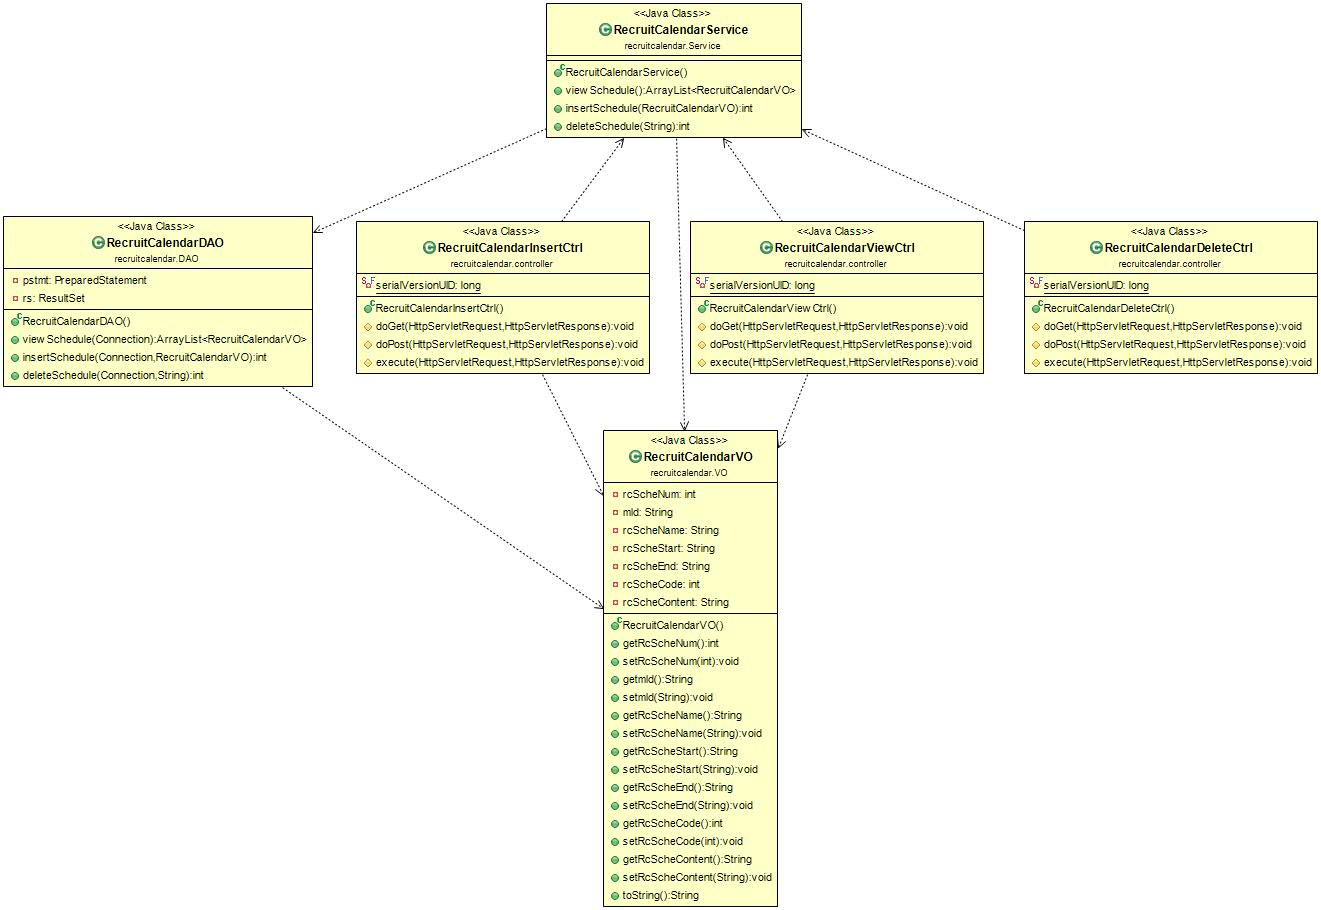 <<Java Class>>
RecruitCalendarService
recruitcalendar.Service
RecruitCalendarService()
viewSchedule():ArrayList<RecruitCalendarVO>
insertSchedule(RecruitCalendarVO):int
deleteSchedule(String):int
<<Java Class>>
RecruitCalendarDAO
recruitcalendar.DAO
pstmt: PreparedStatement
rs: ResultSet
RecruitCalendarDAO()
viewSchedule(Connection):ArrayList<RecruitCalendarVO>
insertSchedule(Connection,RecruitCalendarVO):int
deleteSchedule(Connection,String):int
<<Java Class>>
RecruitCalendarInsertCtrl
recruitcalendar.controller
serialVersionUID: long
RecruitCalendarInsertCtrl()
doGet(HttpServletRequest,HttpServletResponse):void
doPost(HttpServletRequest,HttpServletResponse):void
execute(HttpServletRequest,HttpServletResponse):void
<<Java Class>>
RecruitCalendarViewCtrl
recruitcalendar.controller
serialVersionUID: long
RecruitCalendarViewCtrl()
doGet(HttpServletRequest,HttpServletResponse):void
doPost(HttpServletRequest,HttpServletResponse):void
execute(HttpServletRequest,HttpServletResponse):void
<<Java Class>>
RecruitCalendarDeleteCtrl
recruitcalendar.controller
serialVersionUID: long
RecruitCalendarDeleteCtrl()
doGet(HttpServletRequest,HttpServletResponse):void
doPost(HttpServletRequest,HttpServletResponse):void
execute(HttpServletRequest,HttpServletResponse):void
<<Java Class>>
RecruitCalendarVO
recruitcalendar.VO
rcScheNum: int
mId: String
rcScheName: String
rcScheStart: String
rcScheEnd: String
rcScheCode: int
rcScheContent: String
RecruitCalendarVO()
getRcScheNum():int
setRcScheNum(int):void
getmId():String
setmId(String):void
getRcScheName():String
setRcScheName(String):void
getRcScheStart():String
setRcScheStart(String):void
getRcScheEnd():String
setRcScheEnd(String):void
getRcScheCode():int
setRcScheCode(int):void
getRcScheContent():String
setRcScheContent(String):void
toString():String